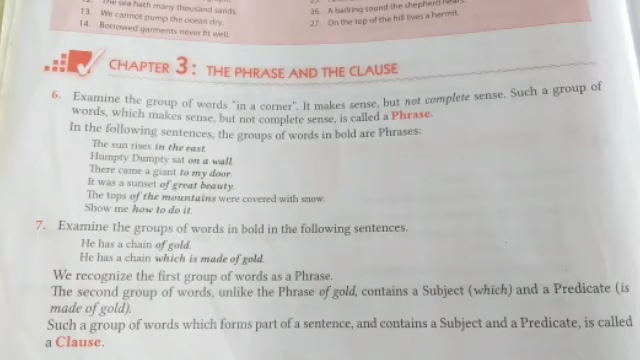 The sea hath many thousand sands.
13. We cannot pump the ocean dry.
14. Borrowed garments never fit well.
26. A barking sound the shepherd hears.
27. On the top of the hill lives a hermit.
CHAPTER 3: THE PHRASE AND THE CLAUSE
6. Examine the group of words "in a corner". It makes sense, but not complete sense. Such a group of
words, which makes sense, but not complete sense, is called a Phrase.
In the following sentences, the groups of words in bold are Phrases:
The sun rises in the east.
Humpty Dumpty sat on a wall.
There came a giant to my door.
It was a sunset of great beauty.
The tops of the mountains were covered with snow.
Show me how to do it.
7. Examine the groups of words in bold in the following sentences.
He has a chain of gold.
He has a chain which is made of gold.
We recognize the first group of words as a Phrase.
The second group of words, unlike the Phrase of gold, contains a Subject (which) and a Predicate (is
made of gold).
Such a group of words which forms part of a sentence, and contains a Subject and a Predicate, is called
a Clause.